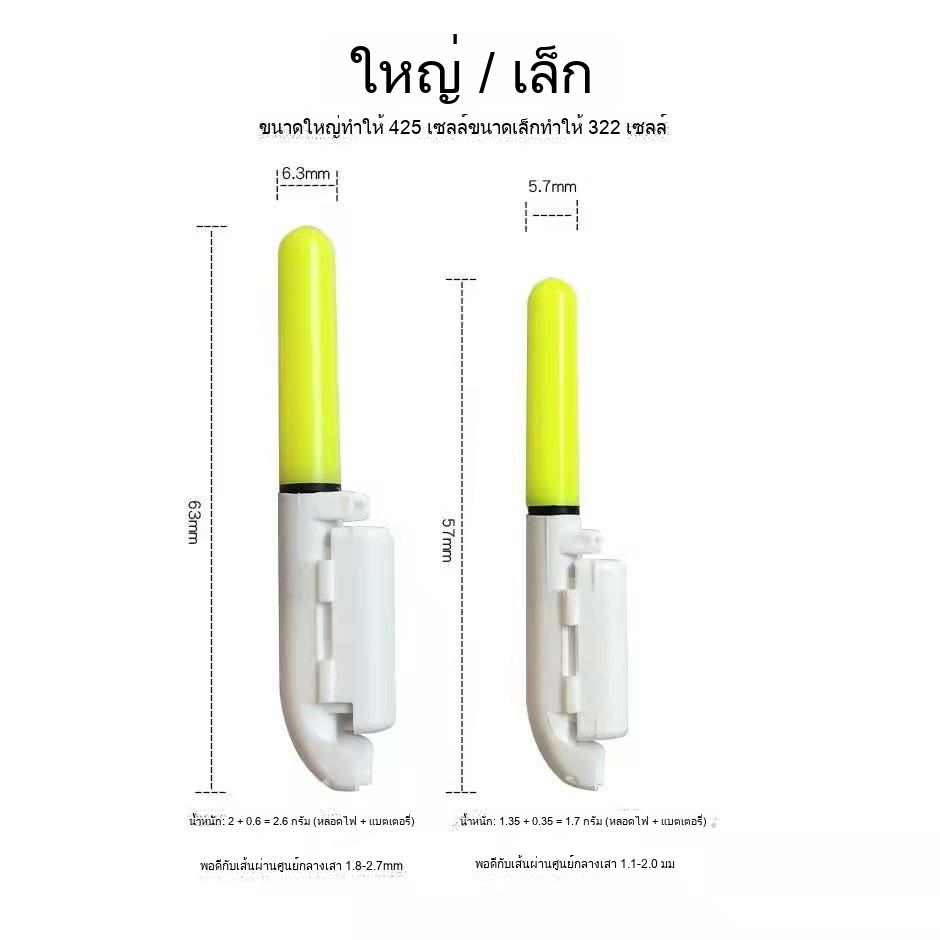 ใหญ่ / เล็ก
ขนาดใหญ่ทำให้ 425 เซลล์ขนาดเล็กทำให้ 322 เซลล์
6.3mm
5.7mm
63mm
57mm
น้ำหนัก: 2 + 0.6 = 2.6 กรัม (หลอดไฟ + แบตเตอรี่)
น้ำหนัก: 1.35 + 0.35 = 1.7 กรัม (หลอดไฟ + แบตเตอรี่)
พอดีกับเส้นผ่านศูนย์กลางเสา 1.8-2.7mm
พอดีกับเส้นผ่านศูนย์กลางเสา 1.1-2.0 มม